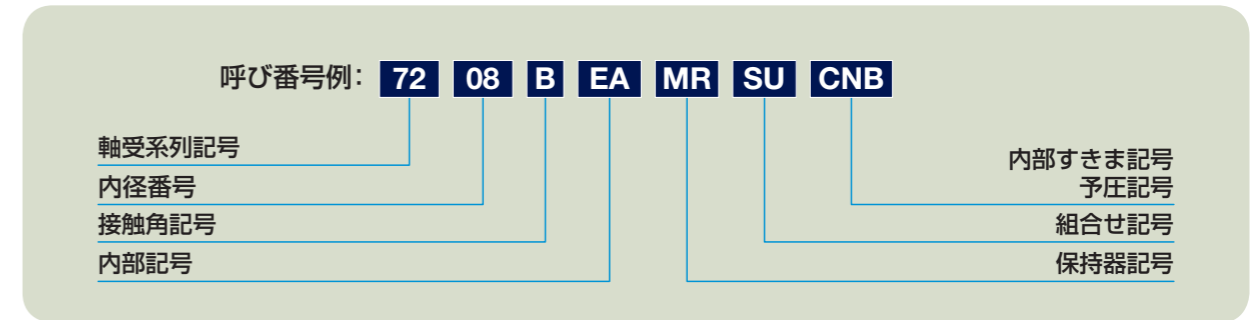 呼び番号例: 72 08 B EA MR SU CNB
軸受系列記号
内径番号
接触角記号
内部記号
内部すきま記号
予圧記号
組合せ記号
保持器記号